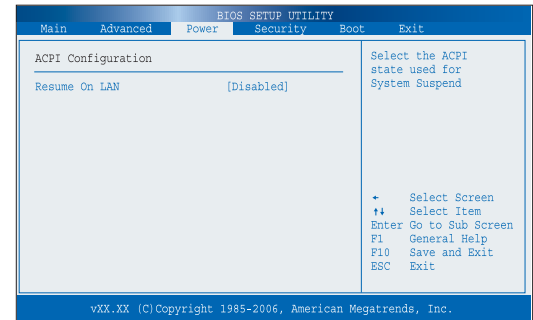 BIOS SETUP UTILITY
Main Advanced Power Security Boot Exit
ACPI Configuration
Resume On LAN [Disabled]
Select the ACPI
state used for
System Suspend
← Select Screen
↑↓ Select Item
Enter Go to Sub Screen
F1 General Help
F10 Save and Exit
ESC Exit
vXX.XX (C)Copyright 1985-2006, American Megatrends, Inc.